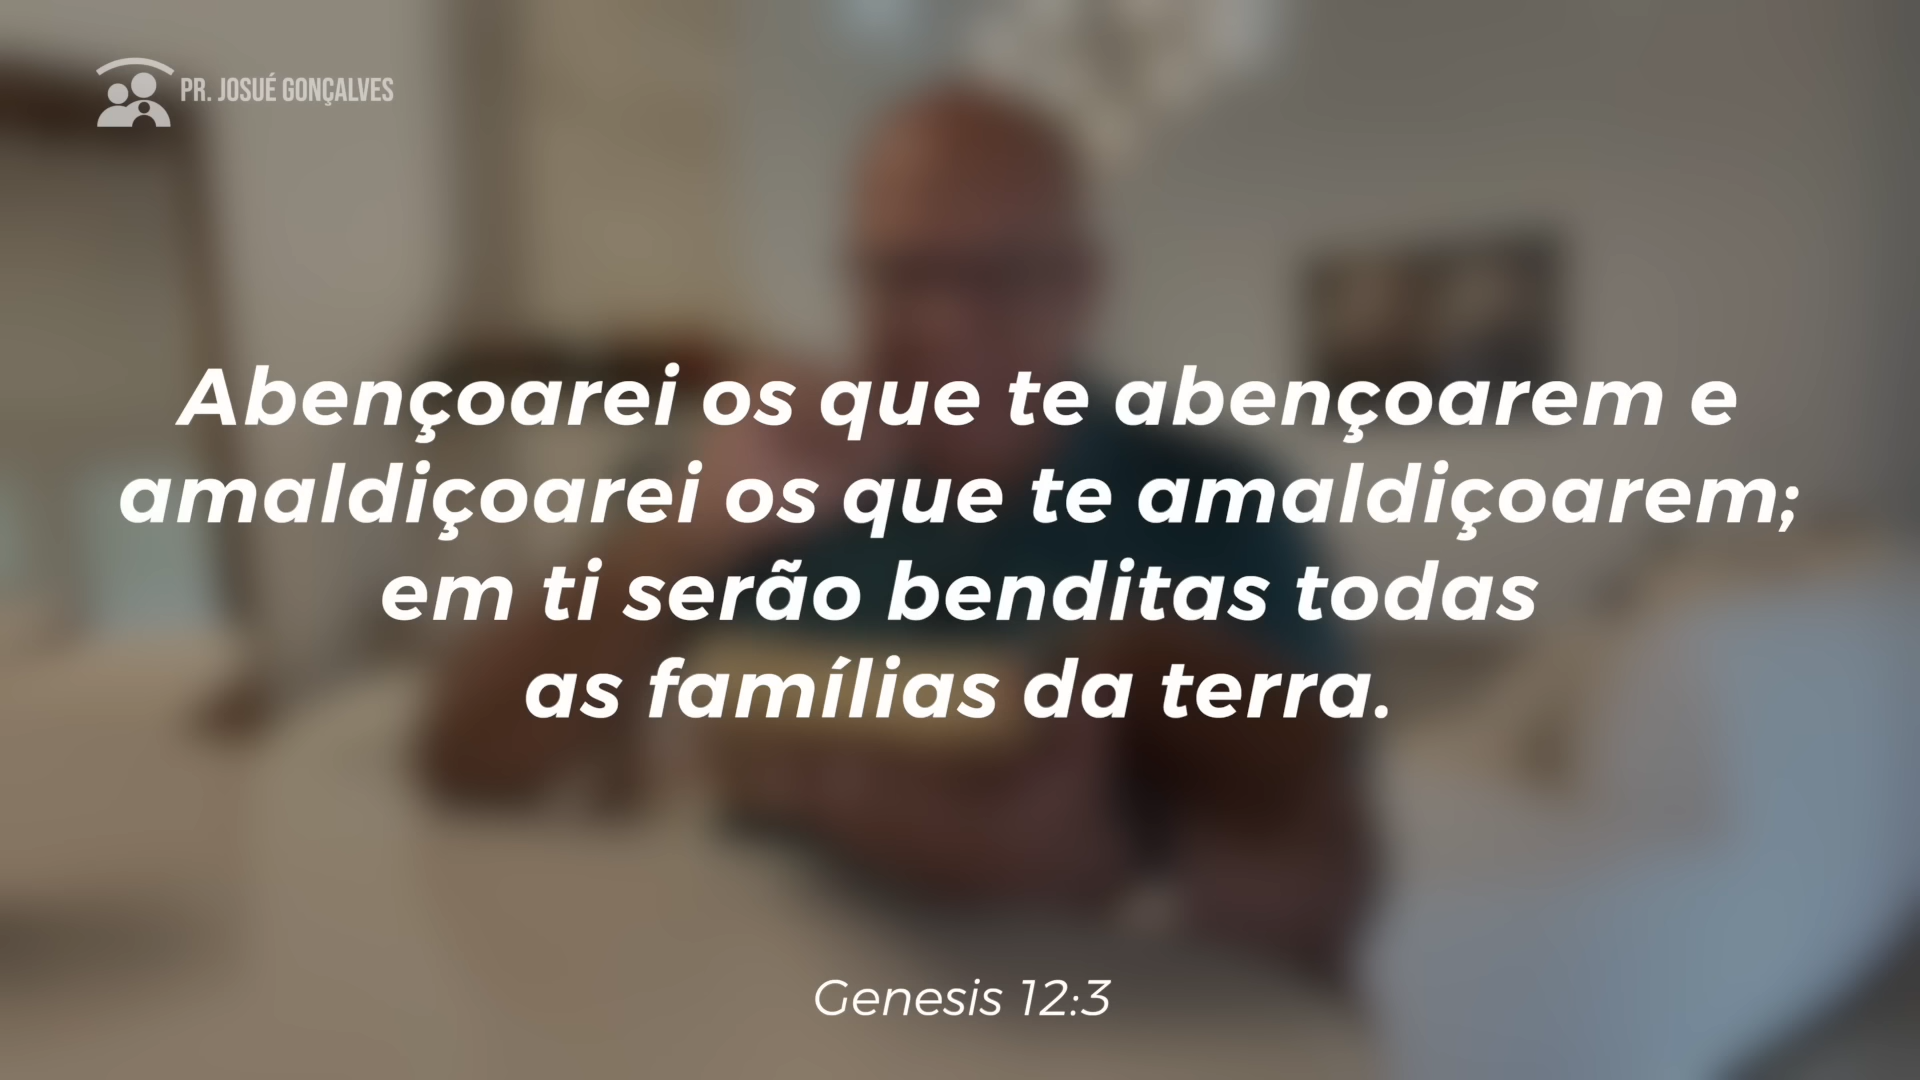 PR. JOSUÉ GONÇALVES
Abençoarei os que te abençoarem e
amaldiçoarei os que te amaldiçoarem;
em ti serão benditas todas
as famílias da terra.
Genesis 12:3